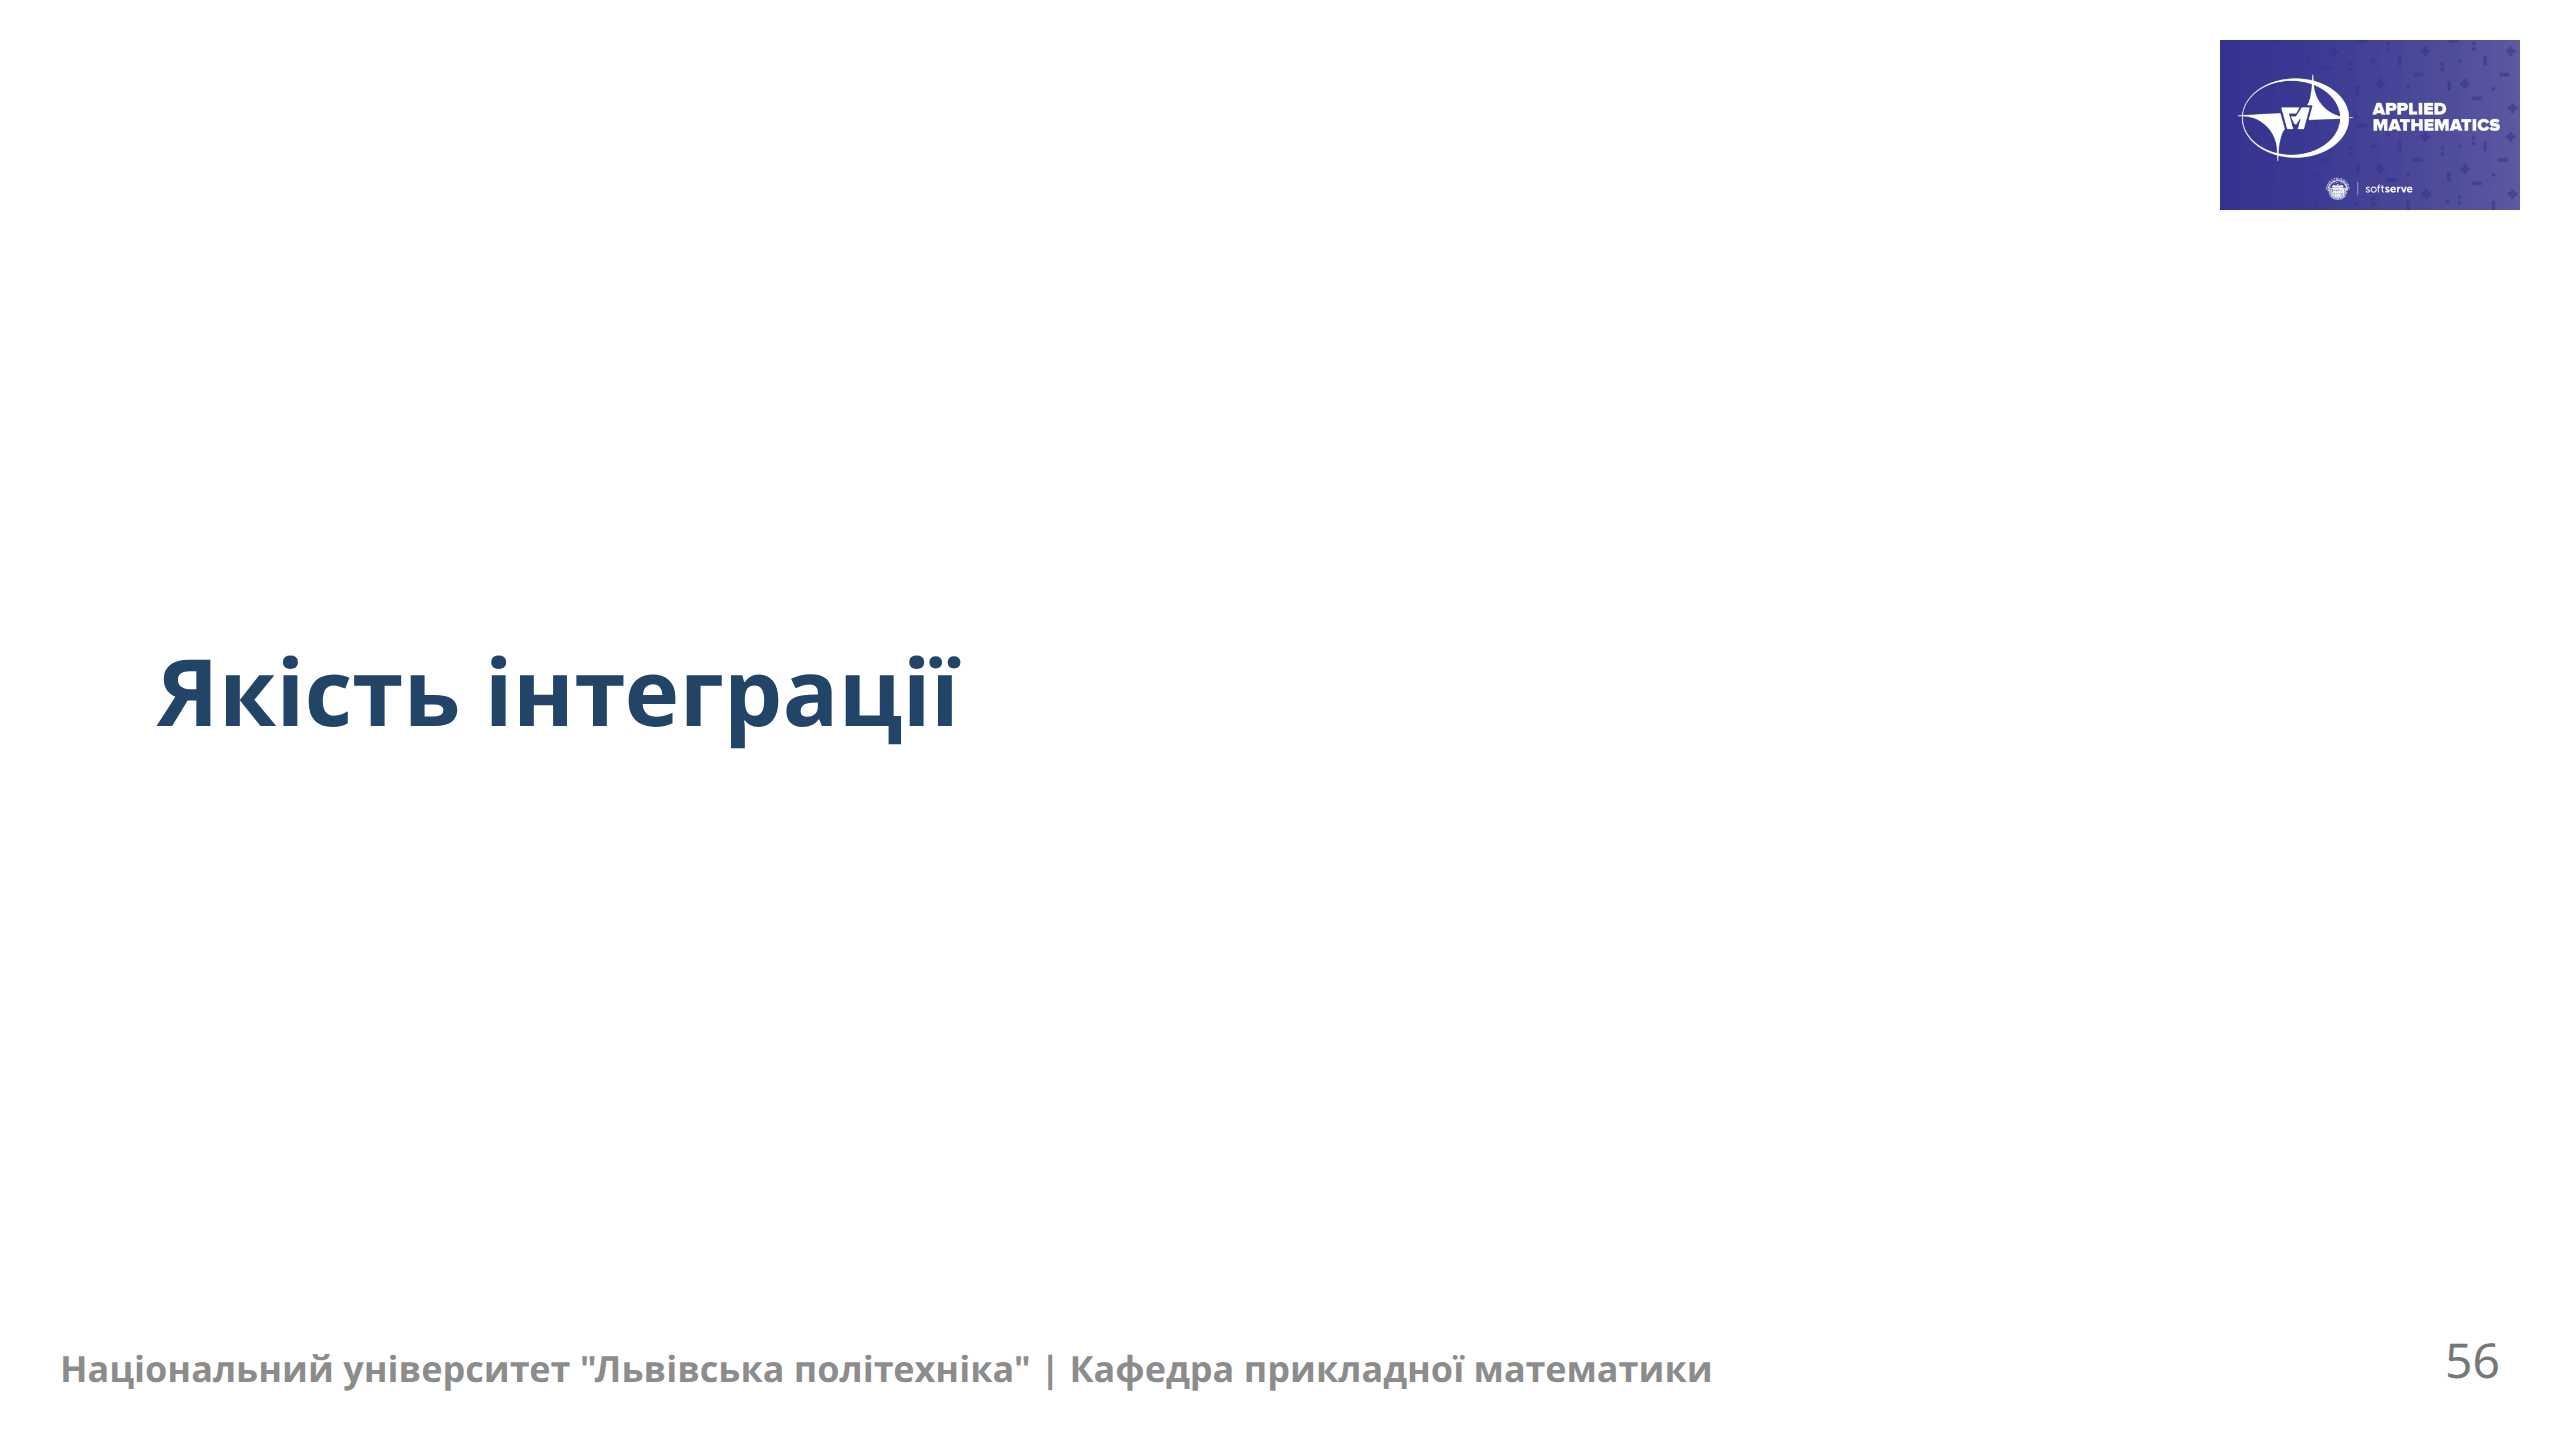 APPLIED
MATHEMATICS
softserve
Якість інтеграції
Національний університет "Львівська політехніка" | Кафедра прикладної математики
56